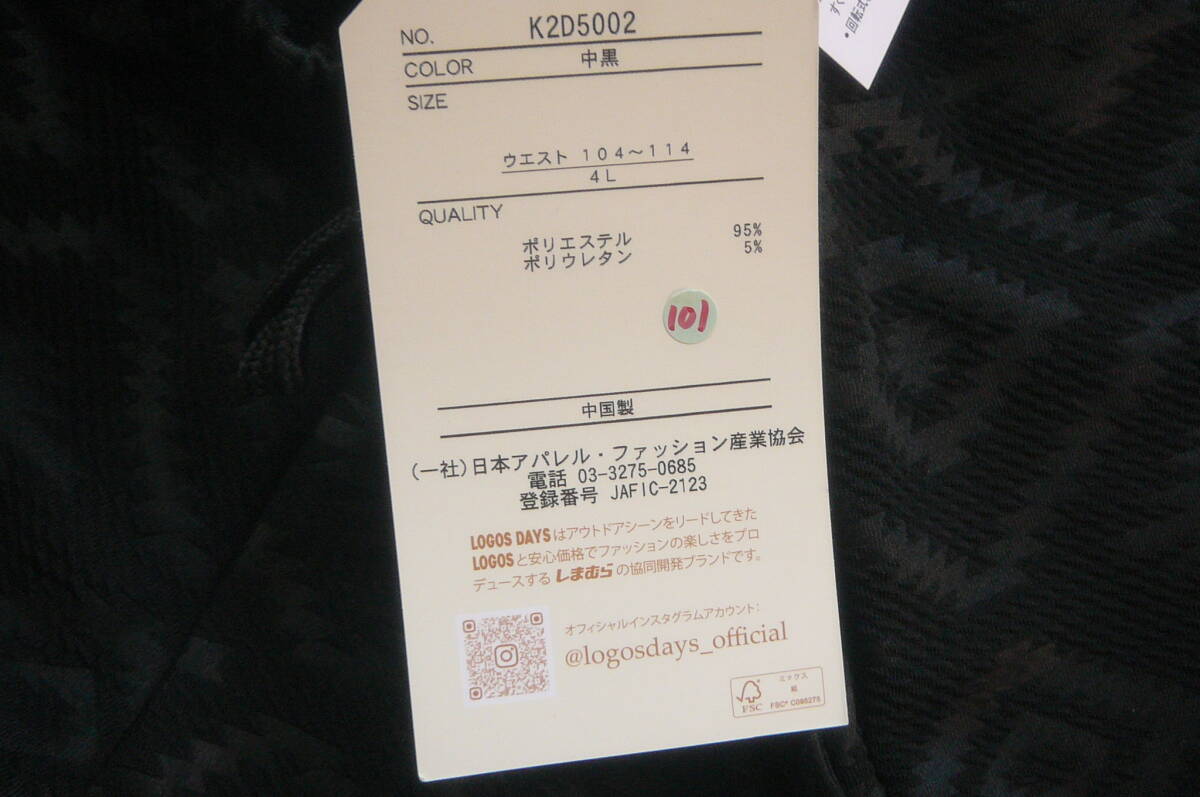 NO. K2D5002
COLOR 中黒
SIZE
ウエスト 104～114
4L
QUALITY
ポリエステル 95%
ポリウレタン 5%
101
中国製
(一社)日本アパレル・ファッション産業協会
電話 03-3275-0685
登録番号 JAFIC-2123
LOGOS DAYSはアウトドアシーンをリードしてきた
LOGOSと安心価格でファッションの楽しさをプロ
デュースするしまむらの協同開発ブランドです。
オフィシャルインスタグラムアカウント：
@logosdays_official
FSC
ミックス
紙
FSC® C095275
• 回転式